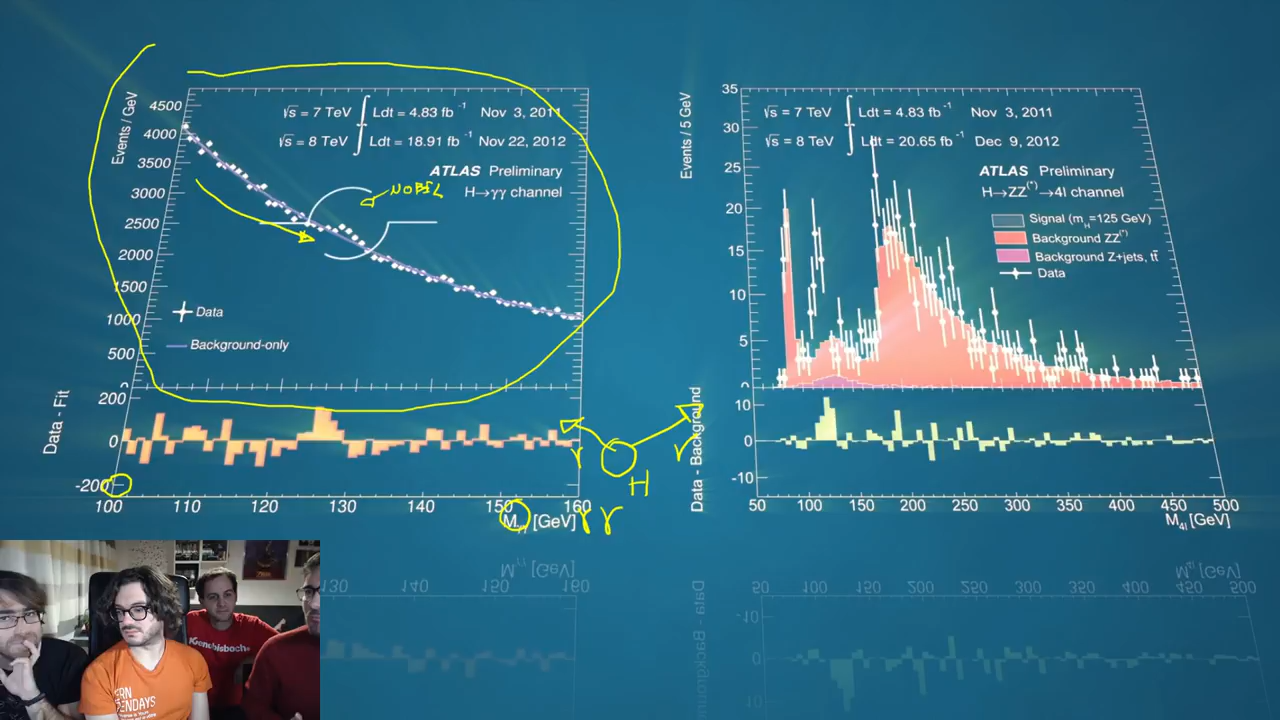 Events / GeV
4500
4000
3500
3000
2500
2000
1500
1000
500
0
√s = 7 TeV ∫ Ldt = 4.83 fb⁻¹ Nov 3, 2011
√s = 8 TeV ∫ Ldt = 18.91 fb⁻¹ Nov 22, 2012
ATLAS Preliminary
H→γγ channel
NOBEL
Data
Background-only
Data - Fit
200
0
-200
100 110 120 130 140 150 160
M [GeV] γγ
γ H γ
Events / 5 GeV
35
30
25
20
15
10
5
0
√s = 7 TeV ∫ Ldt = 4.83 fb⁻¹ Nov 3, 2011
√s = 8 TeV ∫ Ldt = 20.65 fb⁻¹ Dec 9, 2012
ATLAS Preliminary
H→ZZ(*)→4l channel
Signal (mH=125 GeV)
Background ZZ(*)
Background Z+jets, tt̄
Data
Data - Background
10
0
-10
50 100 150 200 250 300 350 400 450 500
M4l [GeV]